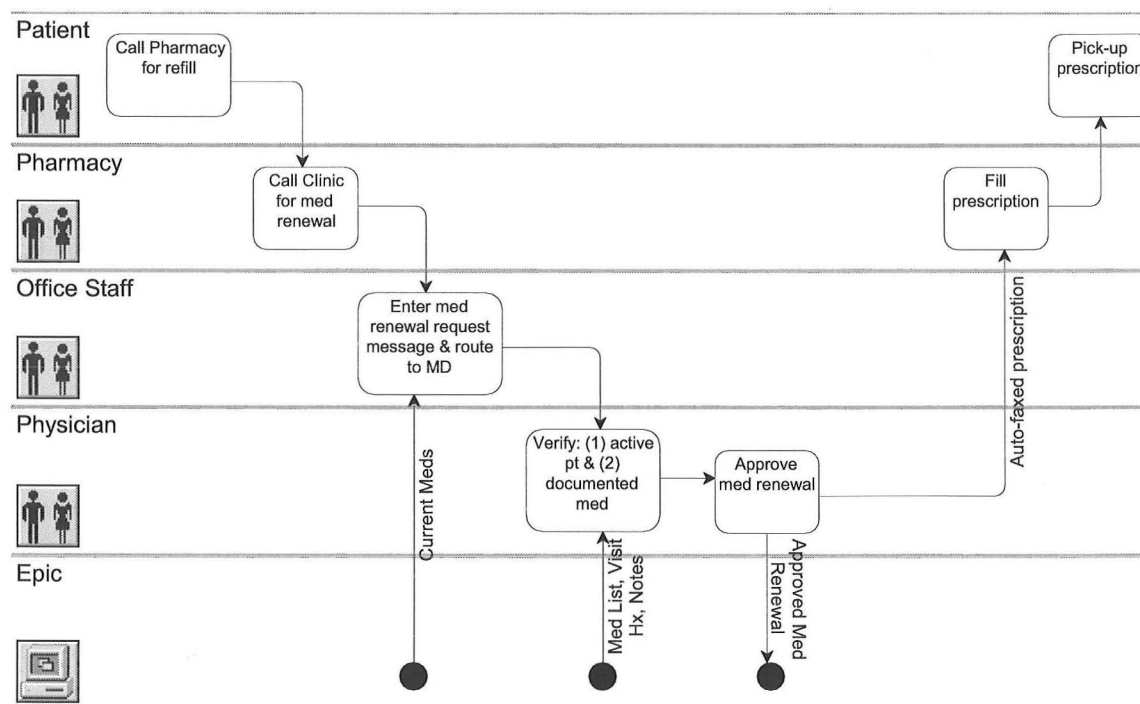 Patient
Call Pharmacy
for refill
Pick-up
prescription
Pharmacy
Call Clinic
for med
renewal
Fill
prescription
Office Staff
Enter med
renewal request
message & route
to MD
Auto-faxed prescription
Physician
Verify: (1) active
pt & (2)
documented
med
Approve
med renewal
Current Meds
Med List, Visit
Hx, Notes
Approved Med
Renewal
Epic